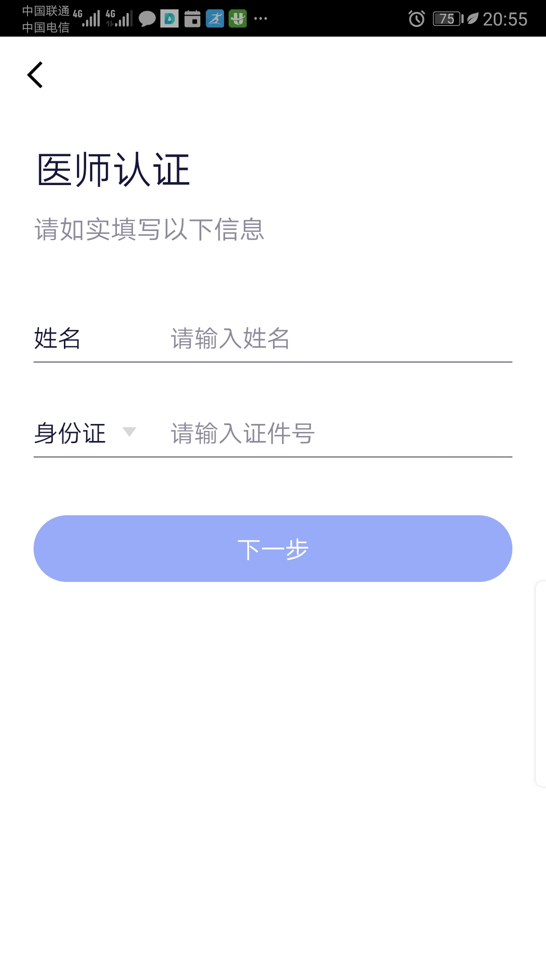 中国联通 4G 4G 75 20:55
中国电信
医师认证
请如实填写以下信息
姓名 请输入姓名
身份证 请输入证件号
下一步